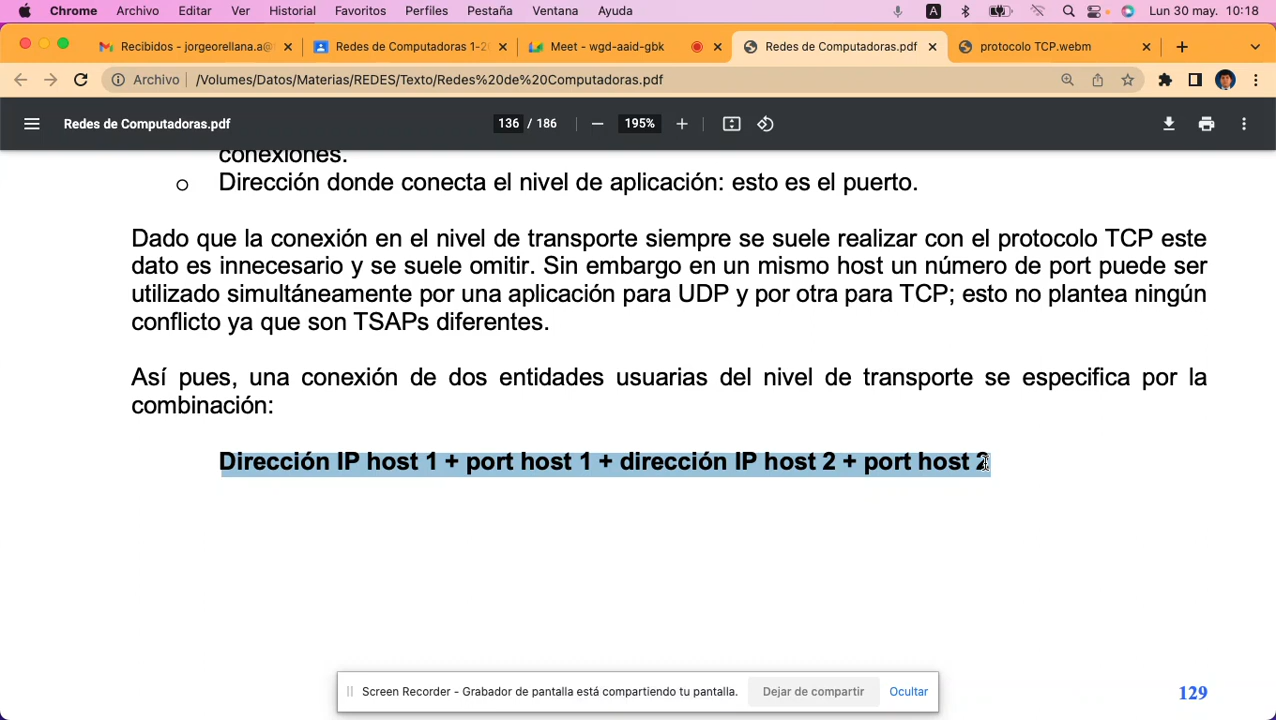 Chrome Archivo Editar Ver Historial Favoritos Perfiles Pestaña Ventana Ayuda A Lun 30 may. 10:18
Recibidos - jorgeorellana.a@ Redes de Computadoras 1-2 Meet - wgd-aaid-gbk Redes de Computadoras.pdf protocolo TCP.webm
Archivo /Volumes/Datos/Materias/REDES/Texto/Redes%20de%20Computadoras.pdf
Redes de Computadoras.pdf 136 / 186 195%
conexiones.
o Dirección donde conecta el nivel de aplicación: esto es el puerto.
Dado que la conexión en el nivel de transporte siempre se suele realizar con el protocolo TCP este
dato es innecesario y se suele omitir. Sin embargo en un mismo host un número de port puede ser
utilizado simultáneamente por una aplicación para UDP y por otra para TCP; esto no plantea ningún
conflicto ya que son TSAPs diferentes.
Así pues, una conexión de dos entidades usuarias del nivel de transporte se especifica por la
combinación:
Dirección IP host 1 + port host 1 + dirección IP host 2 + port host 2
Screen Recorder - Grabador de pantalla está compartiendo tu pantalla. Dejar de compartir Ocultar
129